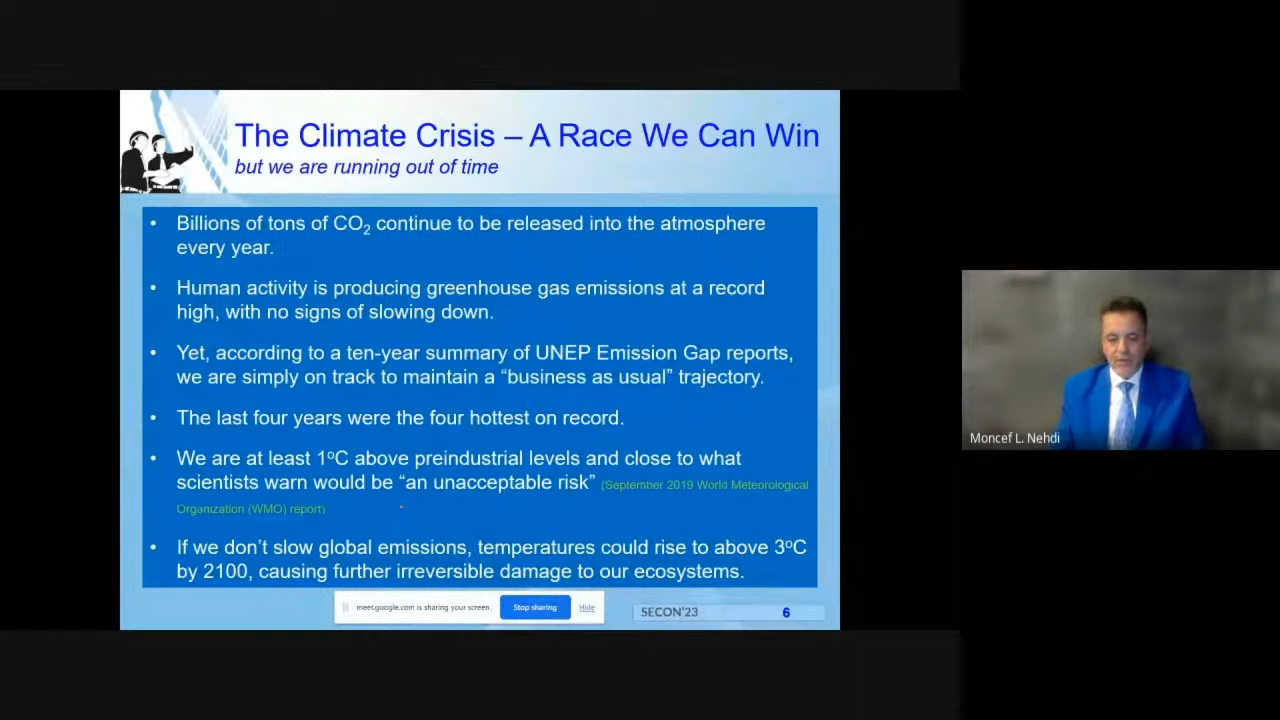 The Climate Crisis – A Race We Can Win
but we are running out of time
• Billions of tons of CO₂ continue to be released into the atmosphere
every year.
• Human activity is producing greenhouse gas emissions at a record
high, with no signs of slowing down.
• Yet, according to a ten-year summary of UNEP Emission Gap reports,
we are simply on track to maintain a “business as usual” trajectory.
• The last four years were the four hottest on record.
• We are at least 1ºC above preindustrial levels and close to what
scientists warn would be “an unacceptable risk” (September 2019 World Meteorological
Organization (WMO) report)
• If we don’t slow global emissions, temperatures could rise to above 3ºC
by 2100, causing further irreversible damage to our ecosystems.
meet.google.com is sharing your screen. Stop sharing Hide
SECON'23 6
Moncef L. Nehdi